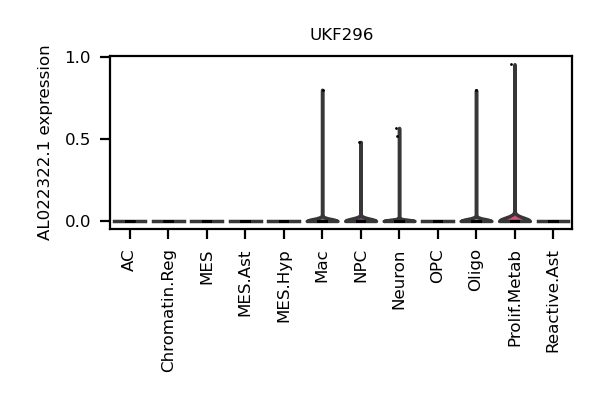 UKF296
AL022322.1 expression
1.0
0.5
0.0
AC
Chromatin.Reg
MES
MES.Ast
MES.Hyp
Mac
NPC
Neuron
OPC
Oligo
Prolif.Metab
Reactive.Ast